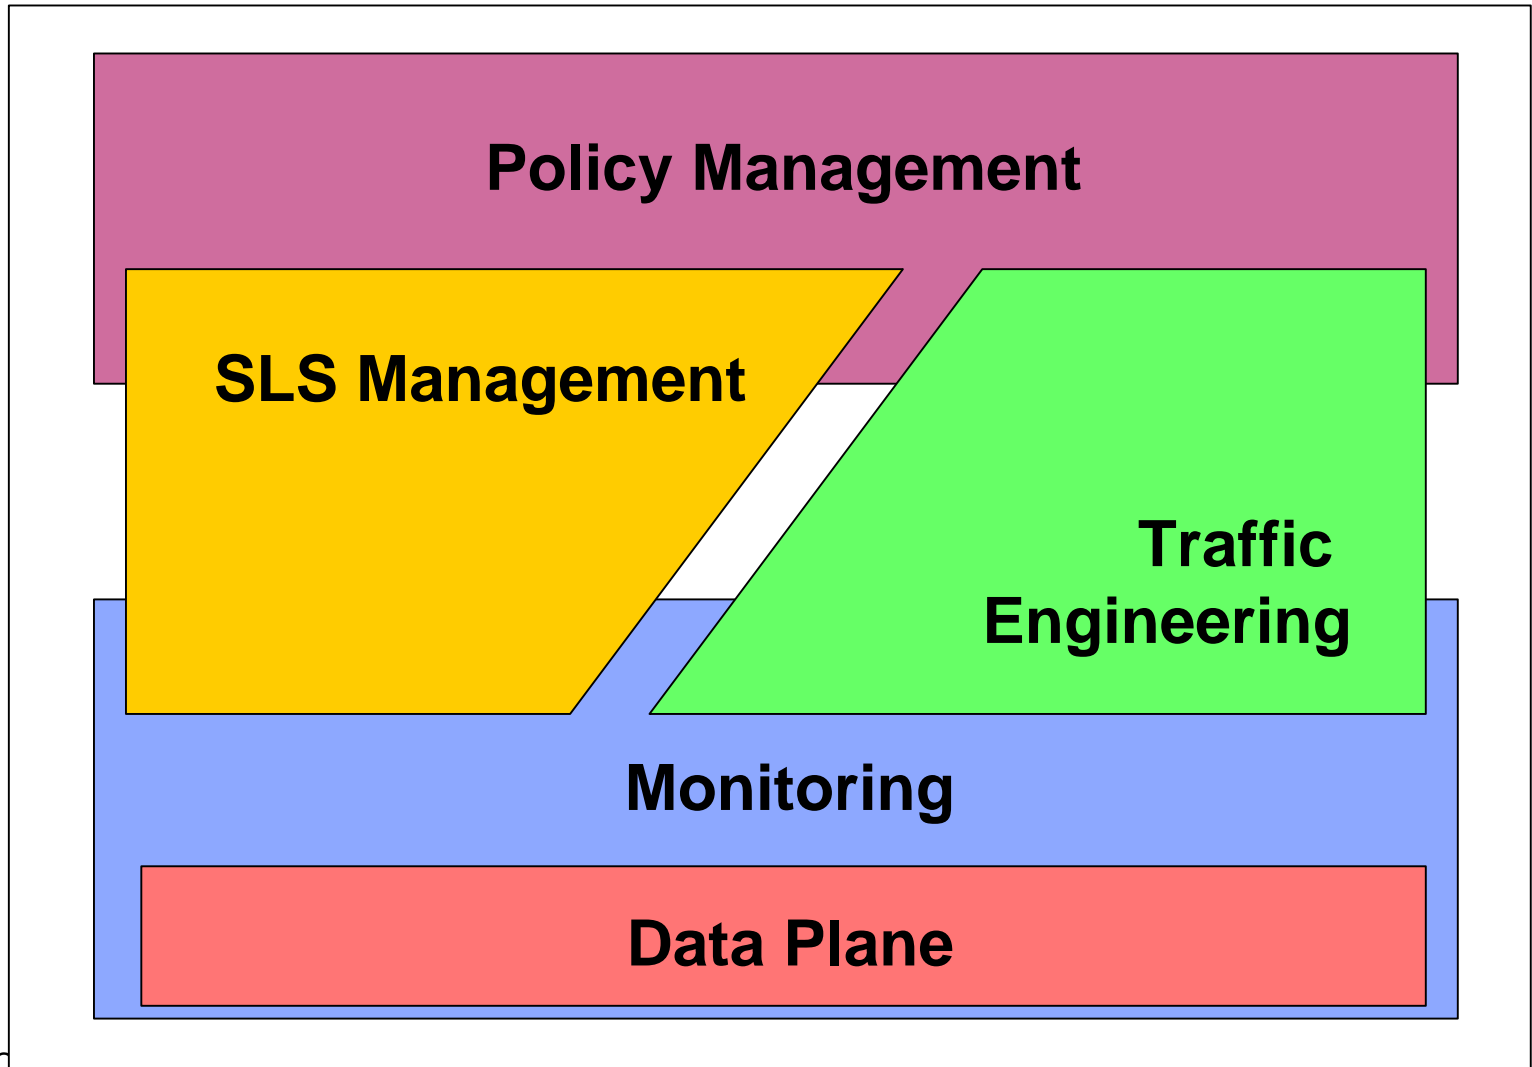 Policy Management
SLS Management
Traffic
Engineering
Monitoring
Data Plane